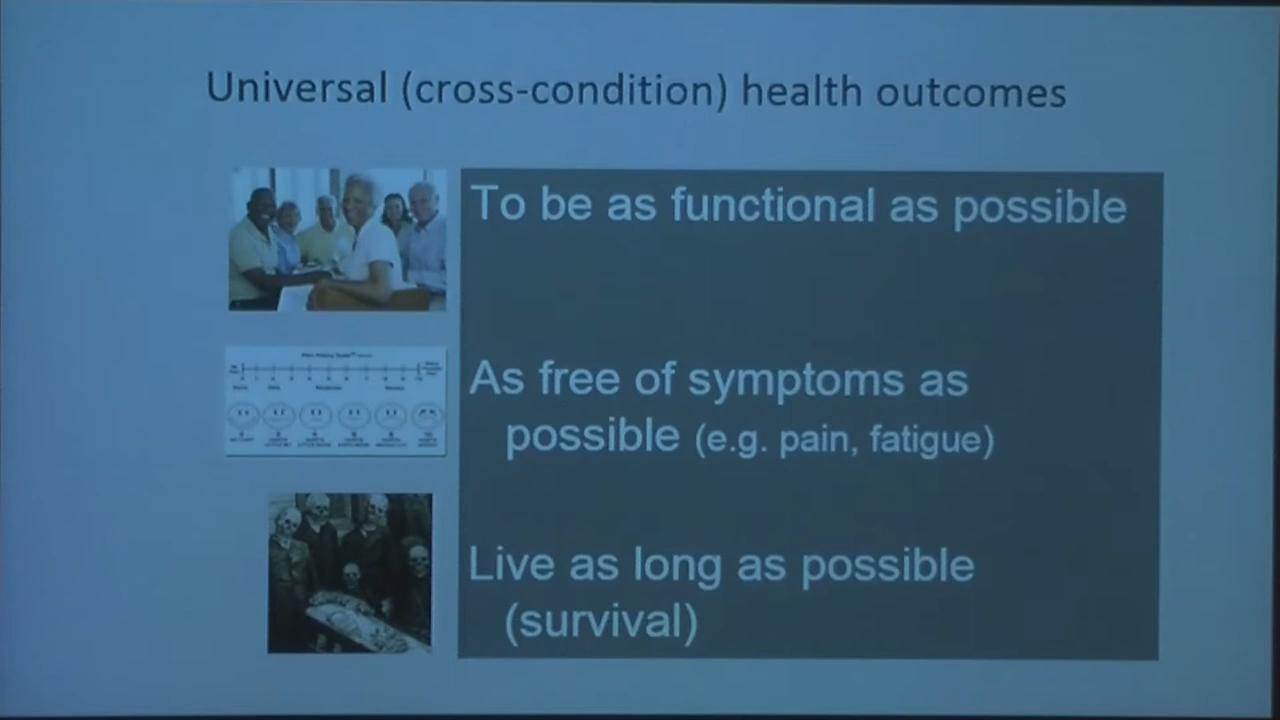 Universal (cross-condition) health outcomes
To be as functional as possible
As free of symptoms as
possible (e.g. pain, fatigue)
Live as long as possible
(survival)